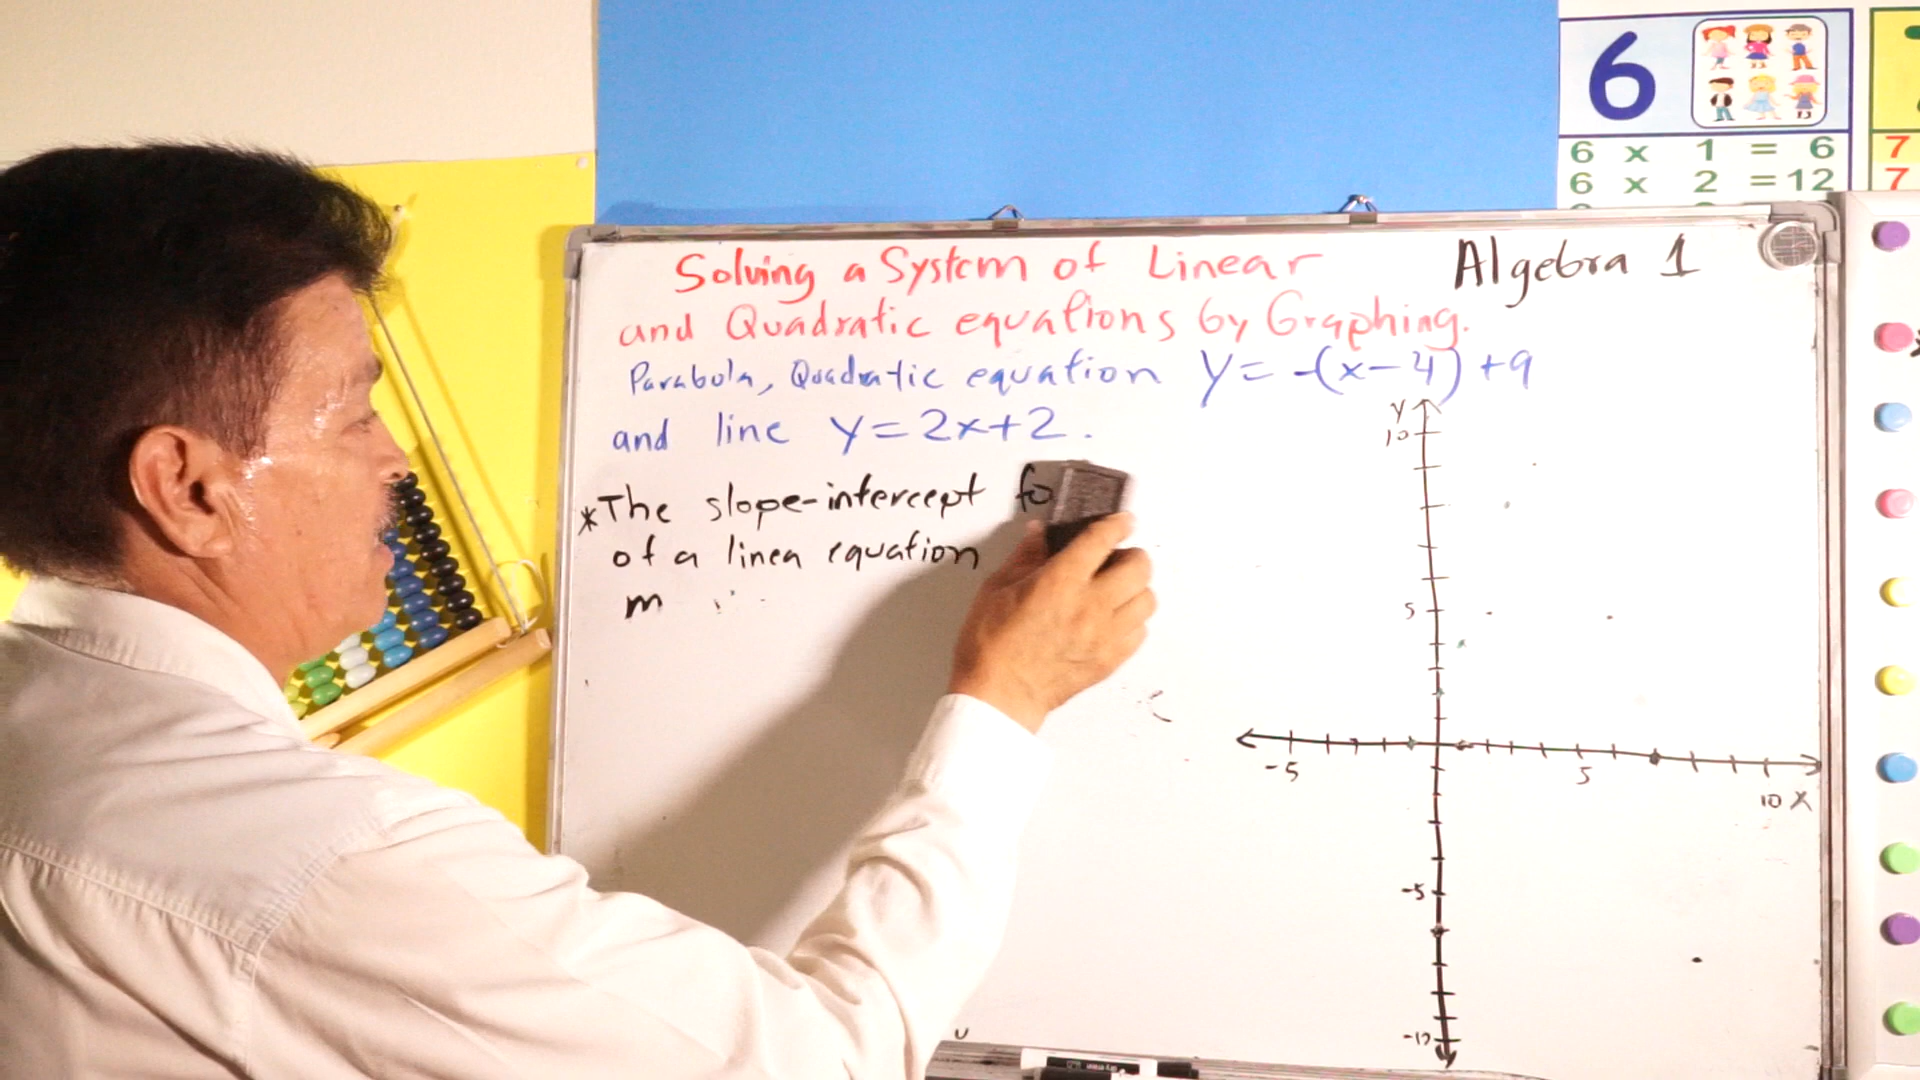 6
6 x 1 = 6
6 x 2 = 12
7
7
Solving a System of Linear
Algebra 1
and Quadratic equations by Graphing.
Parabola, Quadratic equation y = -(x-4) + 9
and line y = 2x + 2.
*The slope-intercept fo
of a linea equation
m
y
10
5
-5
5
10 x
-5
-10